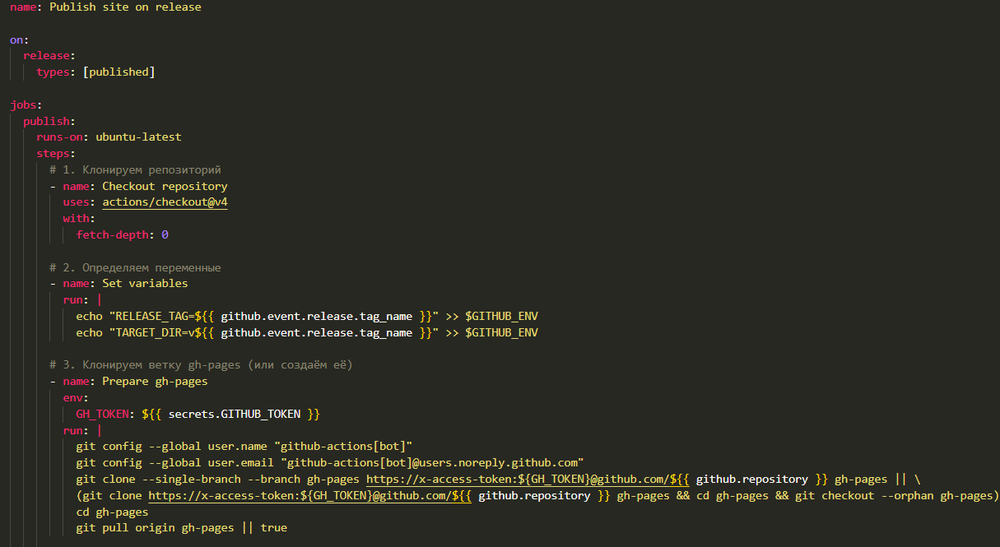 name: Publish site on release
on:
release:
types: [published]
jobs:
publish:
runs-on: ubuntu-latest
steps:
# 1. Клонируем репозиторий
- name: Checkout repository
uses: actions/checkout@v4
with:
fetch-depth: 0
# 2. Определяем переменные
- name: Set variables
run: |
echo "RELEASE_TAG=${{ github.event.release.tag_name }}" >> $GITHUB_ENV
echo "TARGET_DIR=v${{ github.event.release.tag_name }}" >> $GITHUB_ENV
# 3. Клонируем ветку gh-pages (или создаём её)
- name: Prepare gh-pages
env:
GH_TOKEN: ${{ secrets.GITHUB_TOKEN }}
run: |
git config --global user.name "github-actions[bot]"
git config --global user.email "github-actions[bot]@users.noreply.github.com"
git clone --single-branch --branch gh-pages https://x-access-token:${GH_TOKEN}@github.com/${{ github.repository }} gh-pages || \
(git clone https://x-access-token:${GH_TOKEN}@github.com/${{ github.repository }} gh-pages && cd gh-pages && git checkout --orphan gh-pages)
cd gh-pages
git pull origin gh-pages || true